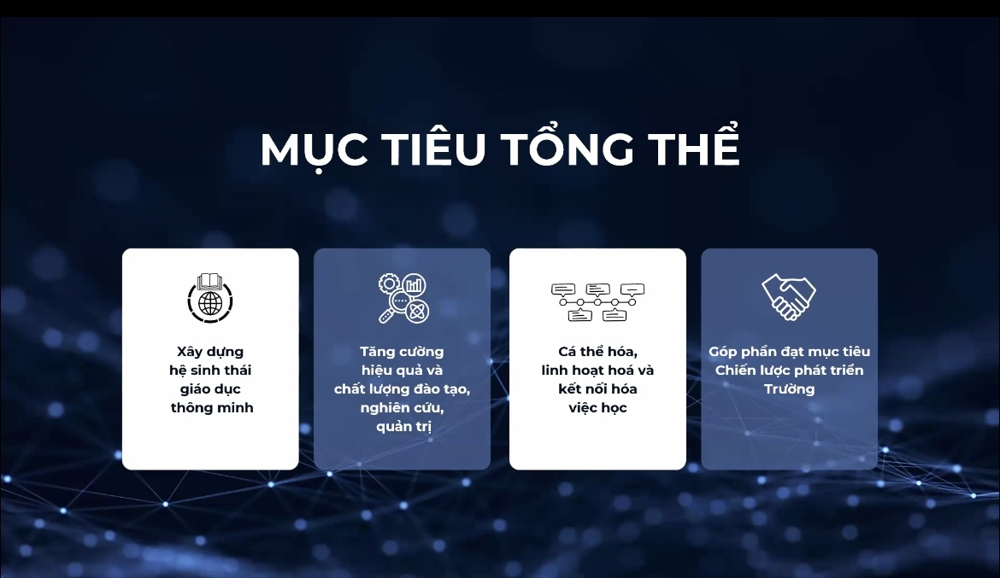 MỤC TIÊU TỔNG THỂ
Xây dựng
hệ sinh thái
giáo dục
thông minh
Tăng cường
hiệu quả và
chất lượng đào tạo,
nghiên cứu,
quản trị
Cá thể hóa,
linh hoạt hoá và
kết nối hóa
việc học
Góp phần đạt mục tiêu
Chiến lược phát triển
Trường